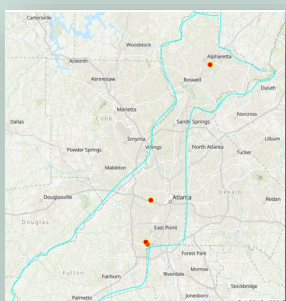 Cartersville
Woodstock
Alpharetta
Acworth
Kennesaw
Roswell
Duluth
Marietta
Norcross
Dallas
Cobb
Sandy Springs
Smyrna
Vinings
North Atlanta
Lilburn
Powder Springs
Tucker
Mableton
Douglasville
Atlanta
DeKalb
Redan
Douglas
East Point
Forest Park
Fulton
Fairburn
Riverdale
Morrow
Stockbridge
Palmetto
Jonesboro